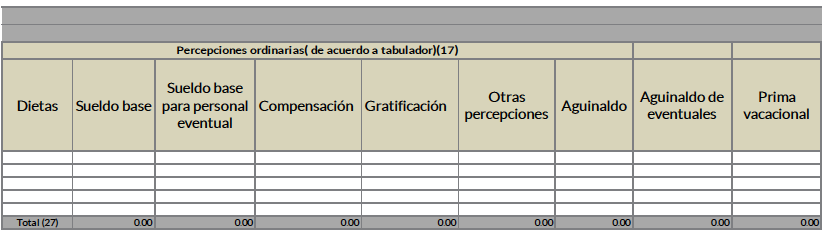 Percepciones ordinarias( de acuerdo a tabulador)(17)
Dietas Sueldo base Sueldo base para personal eventual Compensación Gratificación Otras percepciones Aguinaldo Aguinaldo de eventuales Prima vacacional
Total (27) 0.00 0.00 0.00 0.00 0.00 0.00 0.00 0.00